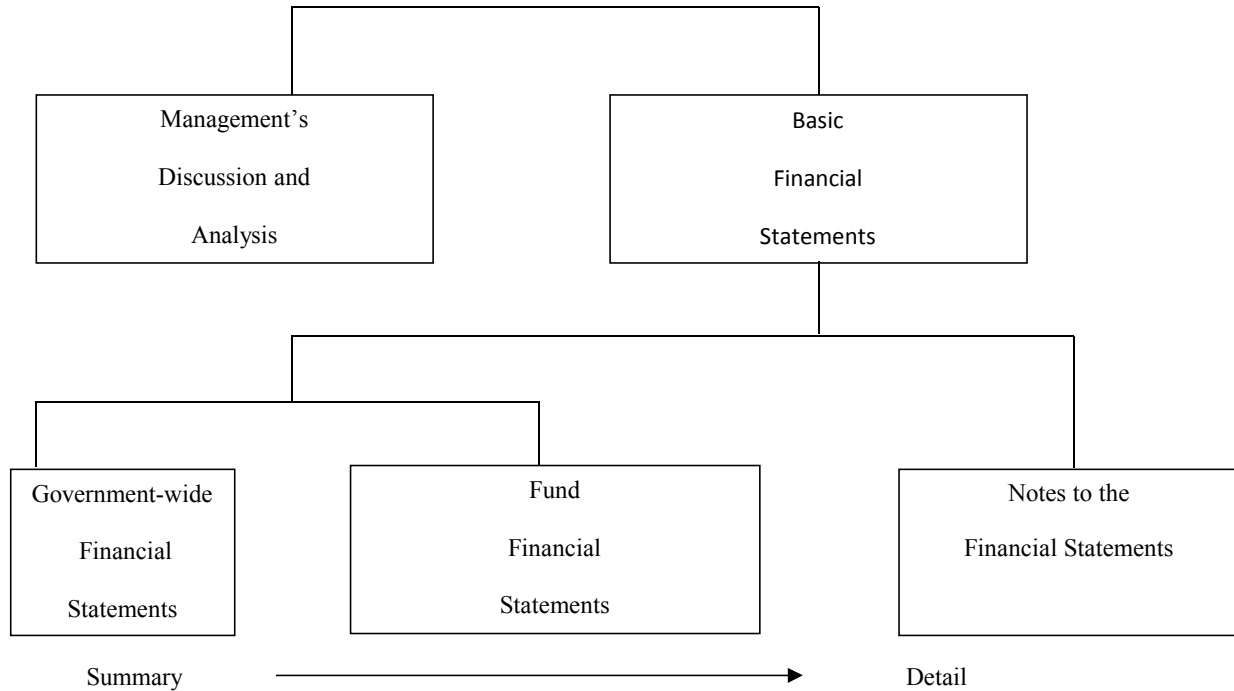 Management’s
Discussion and
Analysis
Basic
Financial
Statements
Government-wide
Financial
Statements
Fund
Financial
Statements
Notes to the
Financial Statements
Summary
Detail